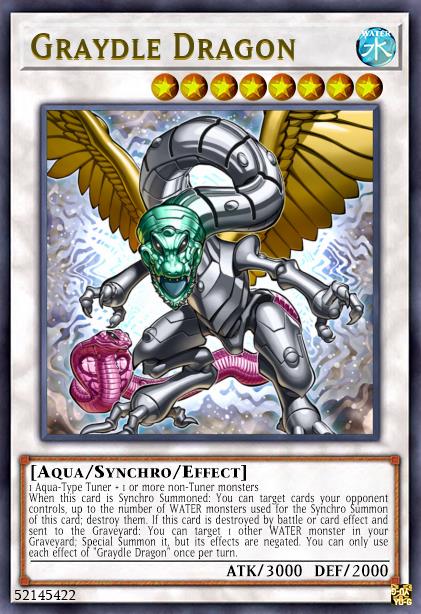 GRAYDLE DRAGON
WATER
水
[AQUA/SYNCHRO/EFFECT]
1 Aqua-Type Tuner + 1 or more non-Tuner monsters
When this card is Synchro Summoned: You can target cards your opponent
controls, up to the number of WATER monsters used for the Synchro Summon
of this card; destroy them. If this card is destroyed by battle or card effect and
sent to the Graveyard: You can target 1 other WATER monster in your
Graveyard; Special Summon it, but its effects are negated. You can only use
each effect of "Graydle Dragon" once per turn.
ATK/3000 DEF/2000
52145422